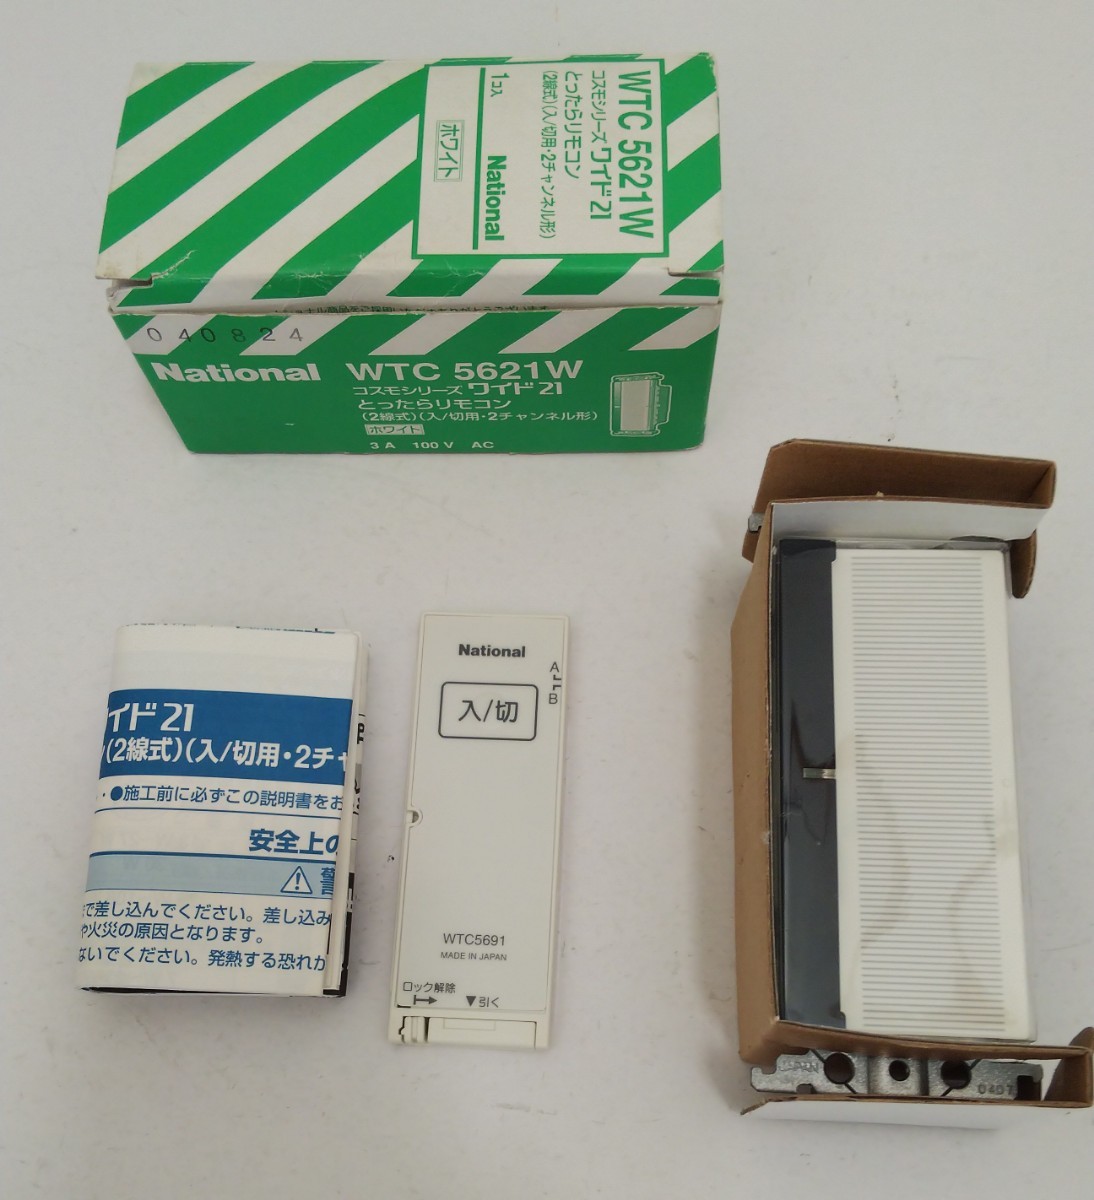 WTC 5621W
コスモシリーズ ワイド21
とったらリモコン
(2線式)(入/切用・2チャンネル形)
1コ入
National
ホワイト
040824
National
WTC 5621W
コスモシリーズ ワイド21
とったらリモコン
(2線式)(入/切用・2チャンネル形)
ホワイト
3A 100V AC
イド21
(2線式)(入/切用・2チャ
●施工前に必ずこの説明書をお
安全上の
警
で差し込んでください。差し込み
や火災の原因となります。
ないでください。発熱する恐れが
National
A
B
入/切
WTC5691
MADE IN JAPAN
ロック解除
▼引く